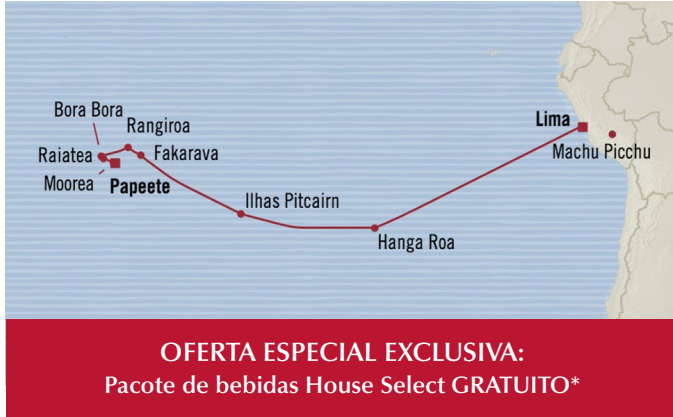 Bora Bora
Rangiroa
Raiatea
Fakarava
Moorea
Papeete
Ilhas Pitcairn
Hanga Roa
Lima
Machu Picchu
OFERTA ESPECIAL EXCLUSIVA:
Pacote de bebidas House Select GRATUITO*